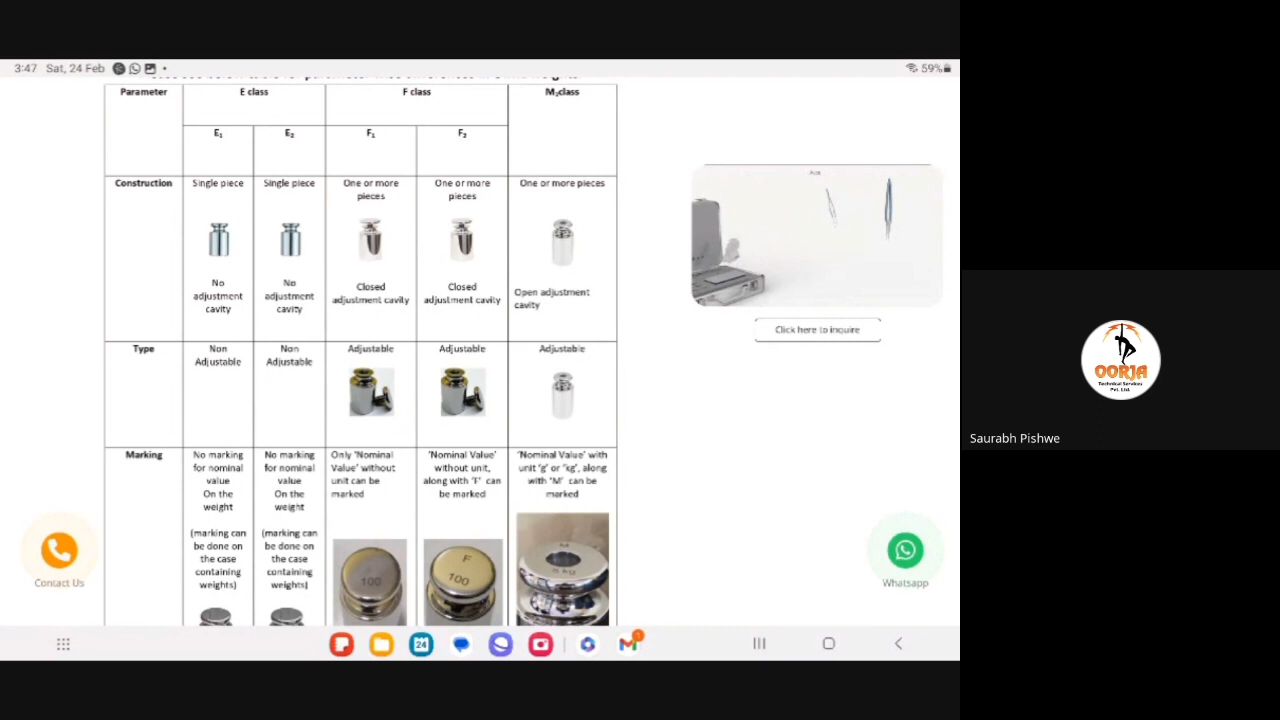 3:47 Sat, 24 Feb
59%
Parameter
E class
F class
M₁class
E₁
E₂
F₁
F₂
Construction
Single piece
No
adjustment
cavity
Single piece
No
adjustment
cavity
One or more
pieces
Closed
adjustment cavity
One or more
pieces
Closed
adjustment cavity
One or more pieces
Open adjustment
cavity
Type
Non
Adjustable
Non
Adjustable
Adjustable
Adjustable
Adjustable
Marking
No marking
for nominal
value
On the
weight
(marking can
be done on
the case
containing
weights)
No marking
for nominal
value
On the
weight
(marking can
be done on
the case
containing
weights)
Only 'Nominal
Value' without
unit can be
marked
100
'Nominal Value'
without unit,
along with 'F' can
be marked
F
100
'Nominal Value' with
unit 'g' or 'kg', along
with 'M' can be
marked
M
Click here to inquire
Contact Us
Whatsapp
24
1
OORJA
Technical Services
Pvt. Ltd.
Saurabh Pishwe